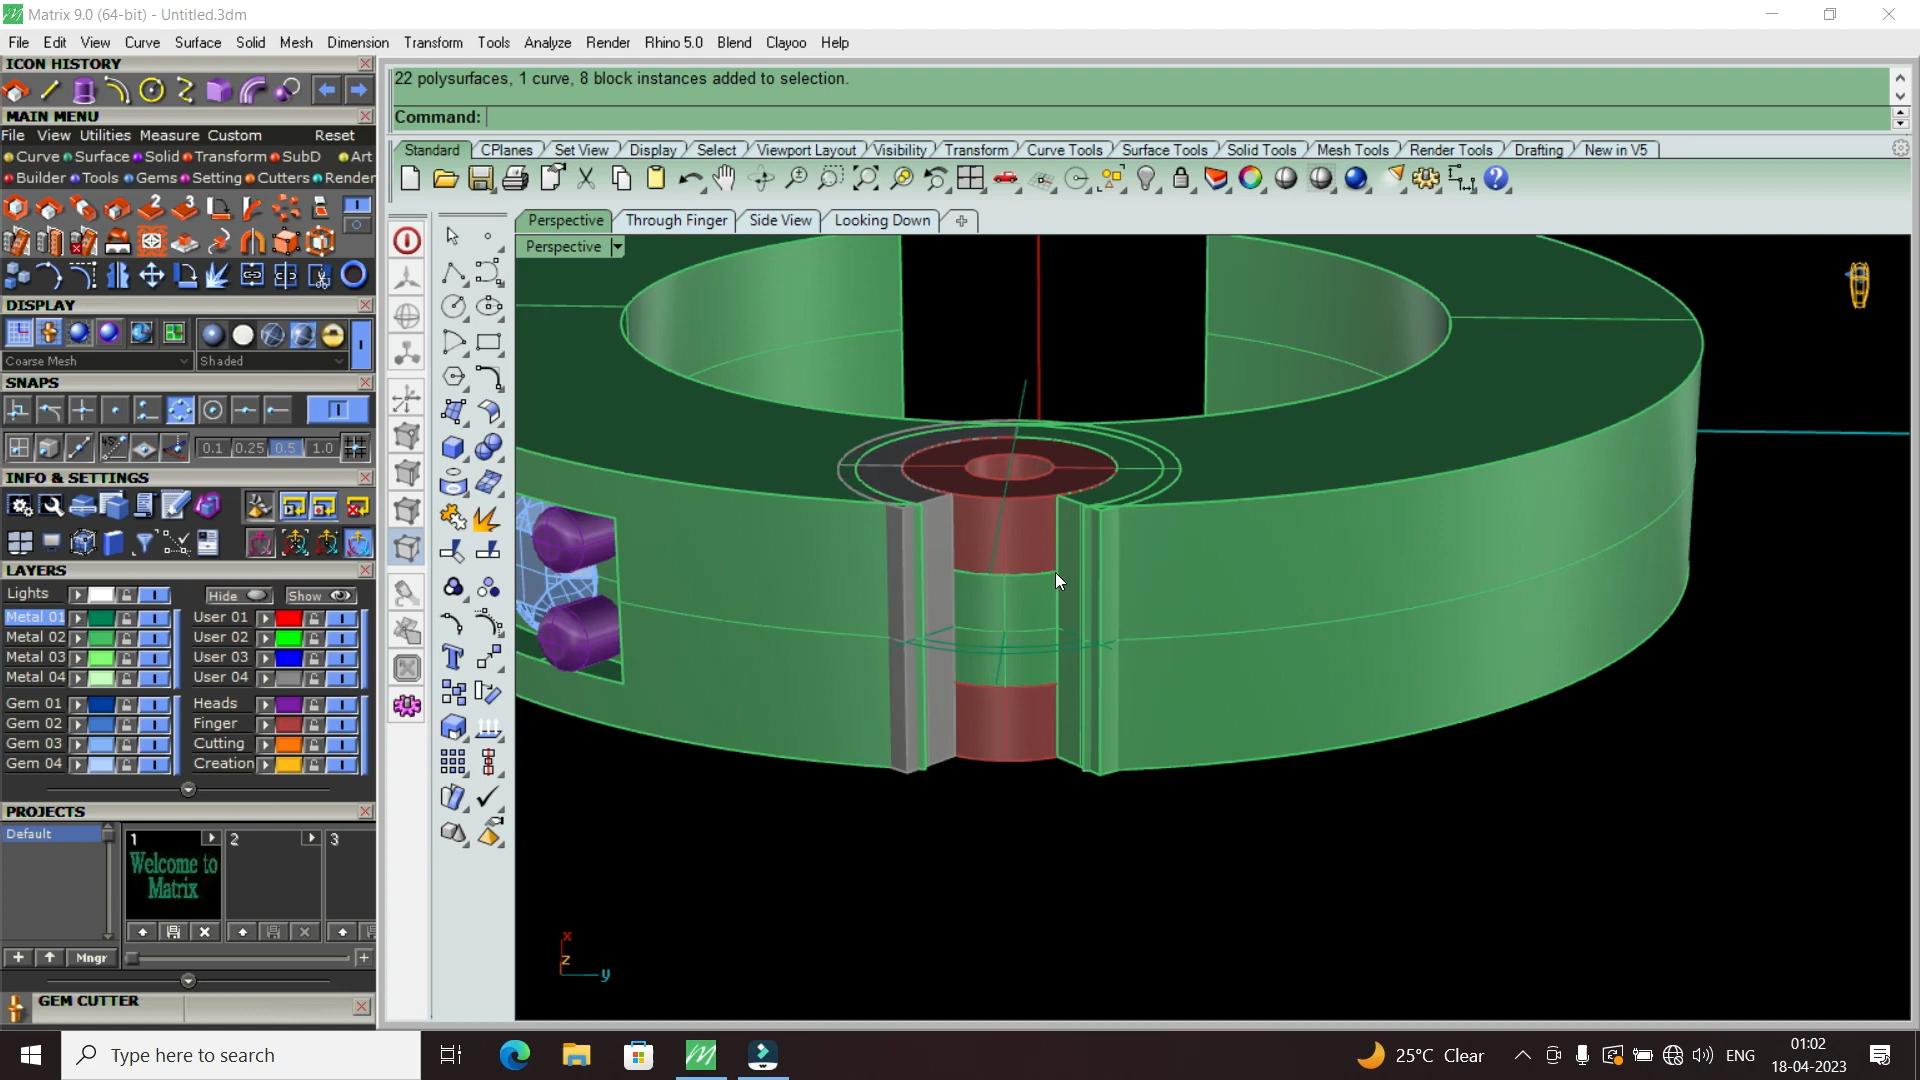 Matrix 9.0 (64-bit) - Untitled.3dm
File Edit View Curve Surface Solid Mesh Dimension Transform Tools Analyze Render Rhino 5.0 Blend Clayoo Help
ICON HISTORY
22 polysurfaces, 1 curve, 8 block instances added to selection.
Command:
MAIN MENU
File View Utilities Measure Custom Reset
Curve Surface Solid Transform SubD Art
Builder Tools Gems Setting Cutters Render
Standard CPlanes Set View Display Select Viewport Layout Visibility Transform Curve Tools Surface Tools Solid Tools Mesh Tools Render Tools Drafting New in V5
Perspective Through Finger Side View Looking Down
Perspective
DISPLAY
Coarse Mesh Shaded
SNAPS
0.1 0.25 0.5 1.0
INFO & SETTINGS
LAYERS
Lights Hide Show
Metal 01 User 01
Metal 02 User 02
Metal 03 User 03
Metal 04 User 04
Gem 01 Heads
Gem 02 Finger
Gem 03 Cutting
Gem 04 Creation
PROJECTS
Default
1 2 3
Welcome to
Matrix
Mngr
GEM CUTTER
x
z
y
Type here to search
25°C Clear
ENG
01:02
18-04-2023